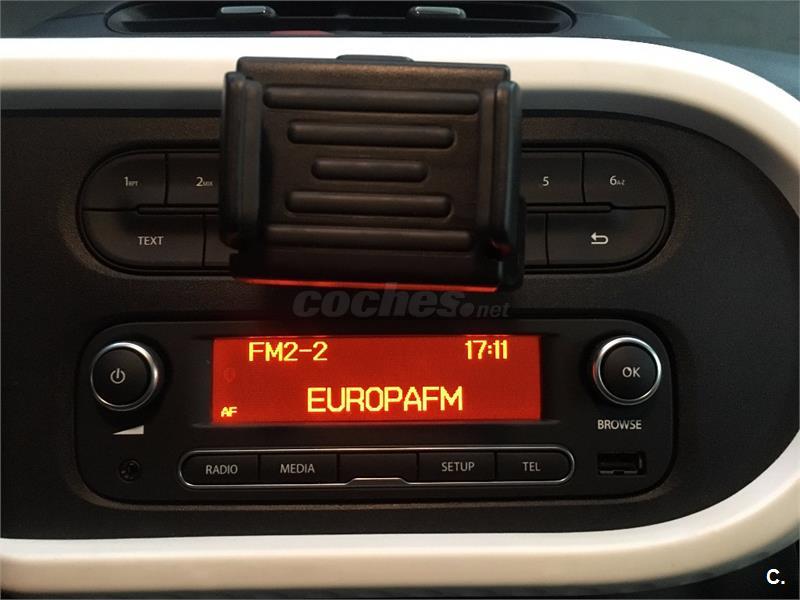 1RPT
2MIX
5
6A-Z
TEXT
coches.net
FM2-2
17:11
AF
EUROPAFM
OK
BROWSE
RADIO
MEDIA
SETUP
TEL
C.